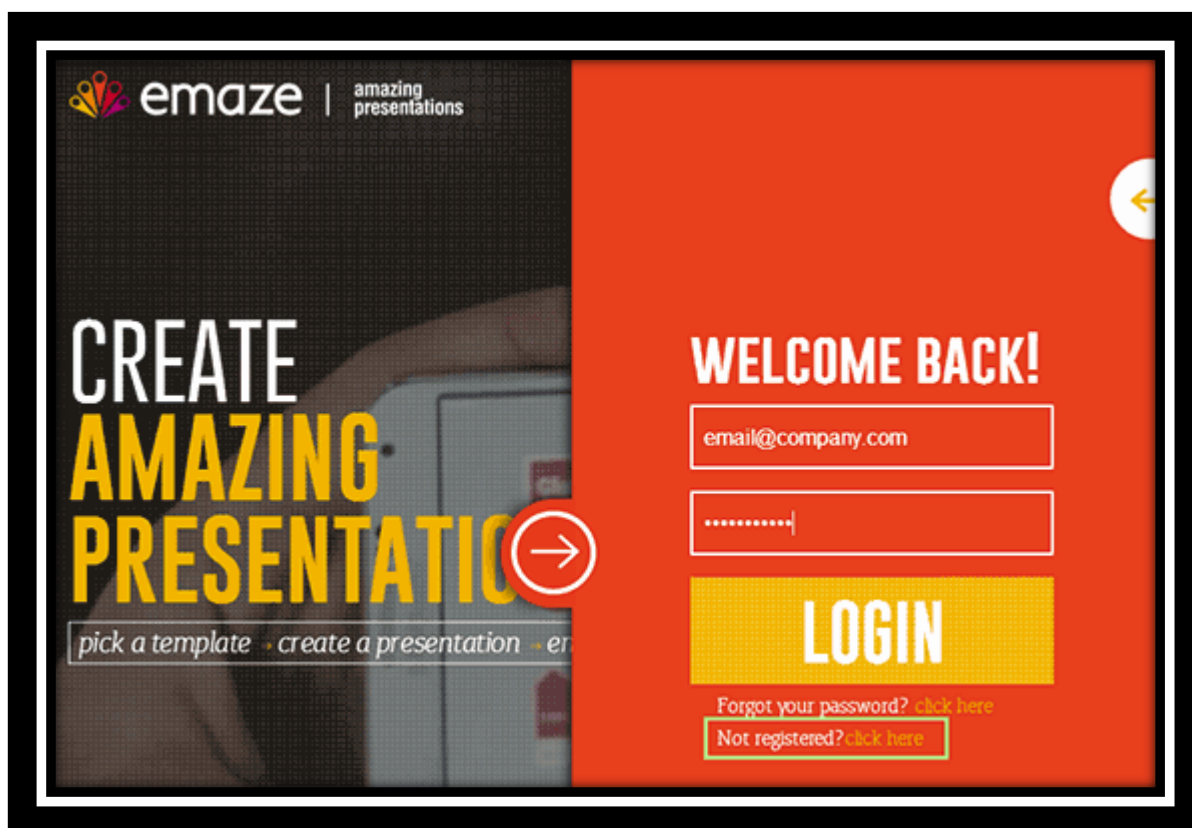 emaze | amazing
presentations
CREATE
AMAZING
PRESENTATIO
pick a template → create a presentation → en
WELCOME BACK!
email@company.com
•••••••••••
LOGIN
Forgot your password? click here
Not registered? click here